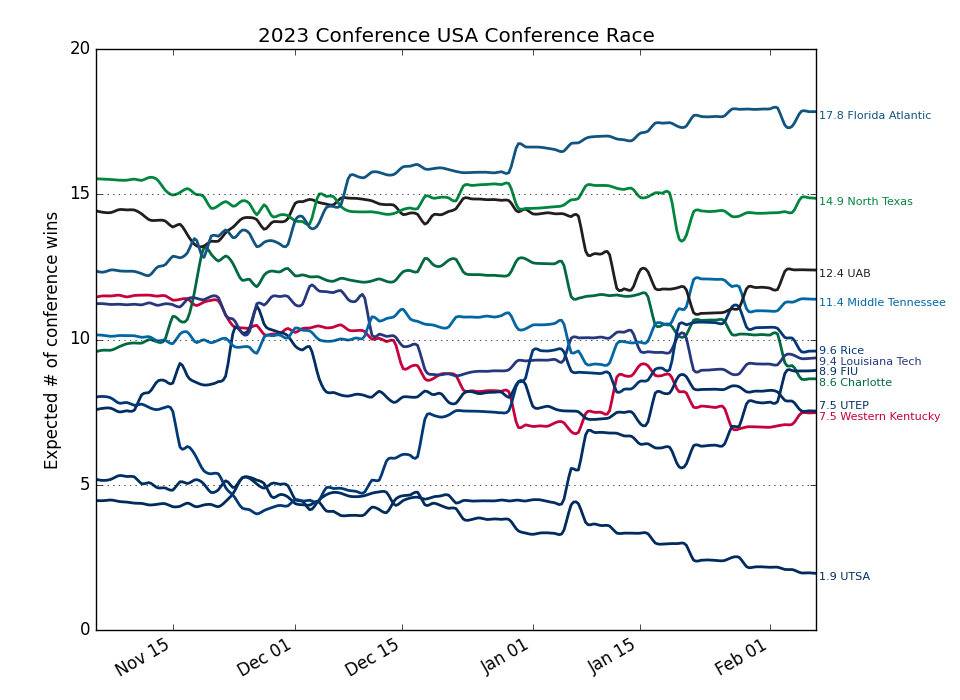 2023 Conference USA Conference Race
Expected # of conference wins
20
15
10
5
0
Nov 15
Dec 01
Dec 15
Jan 01
Jan 15
Feb 01
17.8 Florida Atlantic
14.9 North Texas
12.4 UAB
11.4 Middle Tennessee
9.6 Rice
9.4 Louisiana Tech
8.9 FIU
8.6 Charlotte
7.5 UTEP
7.5 Western Kentucky
1.9 UTSA